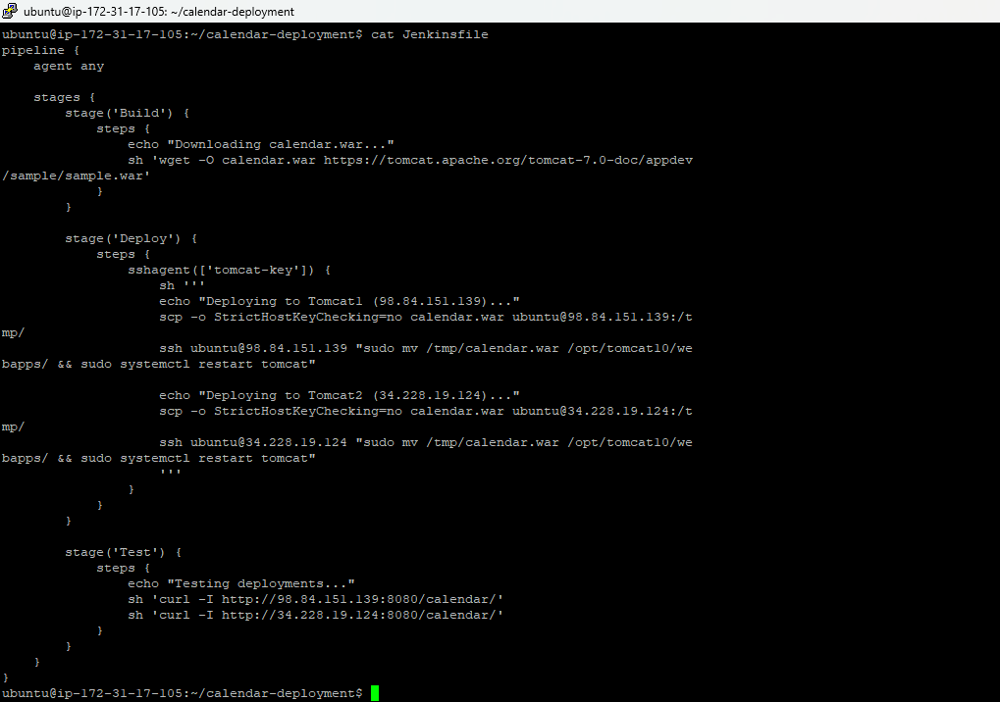 ubuntu@ip-172-31-17-105: ~/calendar-deployment
ubuntu@ip-172-31-17-105:~/calendar-deployment$ cat Jenkinsfile
pipeline {
    agent any

    stages {
        stage('Build') {
            steps {
                echo "Downloading calendar.war..."
                sh 'wget -O calendar.war https://tomcat.apache.org/tomcat-7.0-doc/appdev
/sample/sample.war'
            }
        }

        stage('Deploy') {
            steps {
                sshagent(['tomcat-key']) {
                    sh '''
                    echo "Deploying to Tomcat1 (98.84.151.139)..."
                    scp -o StrictHostKeyChecking=no calendar.war ubuntu@98.84.151.139:/t
mp/
                    ssh ubuntu@98.84.151.139 "sudo mv /tmp/calendar.war /opt/tomcat10/we
bapps/ && sudo systemctl restart tomcat"

                    echo "Deploying to Tomcat2 (34.228.19.124)..."
                    scp -o StrictHostKeyChecking=no calendar.war ubuntu@34.228.19.124:/t
mp/
                    ssh ubuntu@34.228.19.124 "sudo mv /tmp/calendar.war /opt/tomcat10/we
bapps/ && sudo systemctl restart tomcat"
                    '''
                }
            }
        }

        stage('Test') {
            steps {
                echo "Testing deployments..."
                sh 'curl -I http://98.84.151.139:8080/calendar/'
                sh 'curl -I http://34.228.19.124:8080/calendar/'
            }
        }
    }
}
ubuntu@ip-172-31-17-105:~/calendar-deployment$